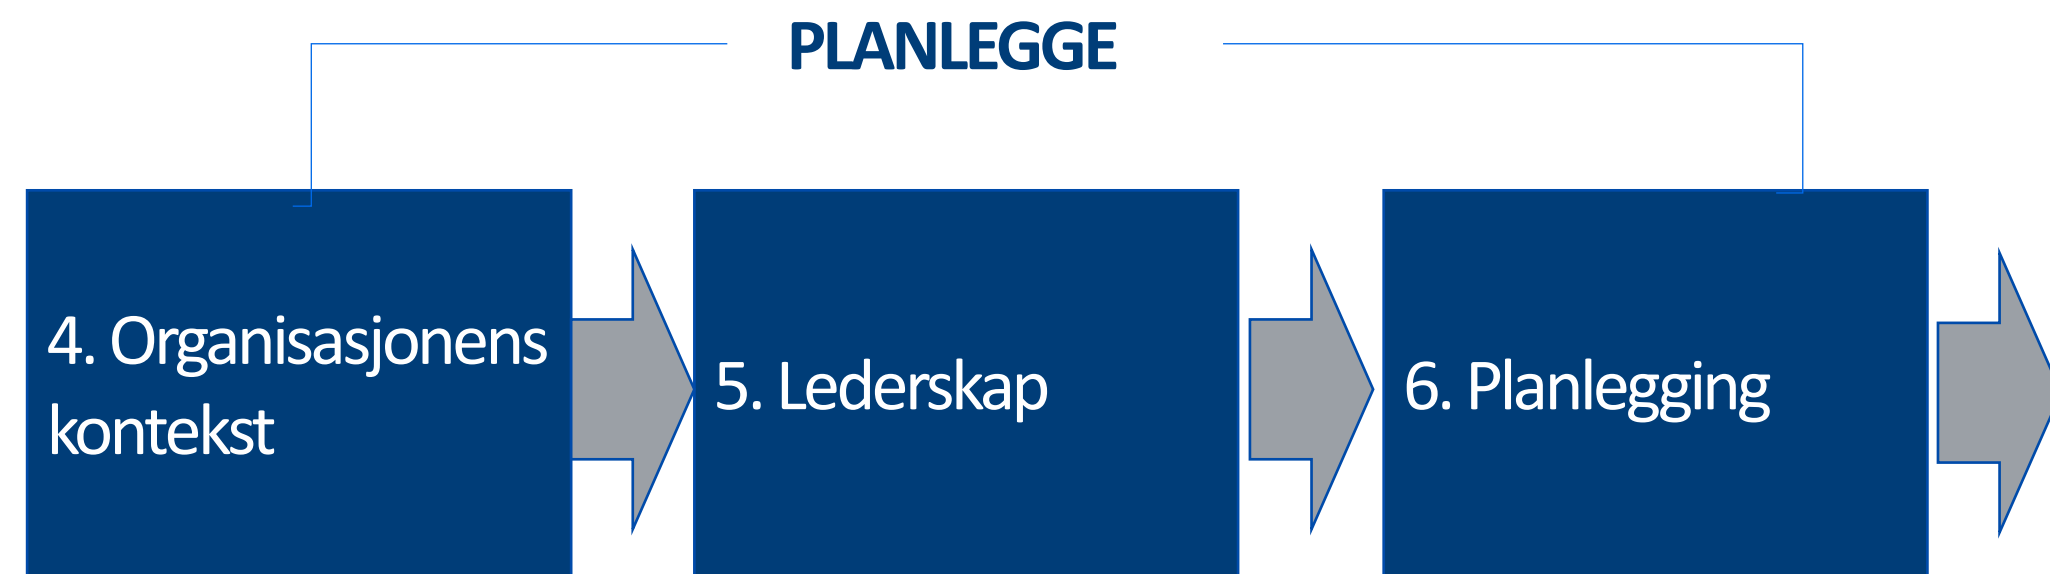 PLANLEGGE
4. Organisasjonens
kontekst
5. Lederskap
6. Planlegging